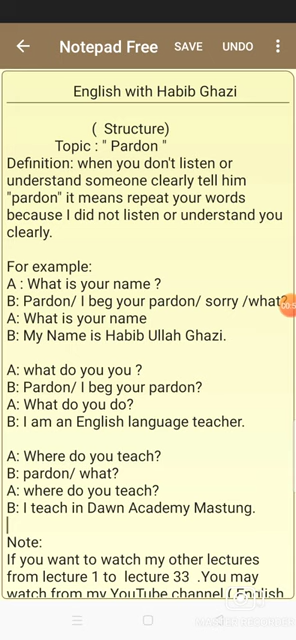 Notepad Free SAVE UNDO
English with Habib Ghazi
( Structure)
Topic : " Pardon "
Definition: when you don't listen or
understand someone clearly tell him
"pardon" it means repeat your words
because I did not listen or understand you
clearly.
For example:
A : What is your name ?
B: Pardon/ I beg your pardon/ sorry /what?
A: What is your name
B: My Name is Habib Ullah Ghazi.
A: what do you you ?
B: Pardon/ I beg your pardon?
A: What do you do?
B: I am an English language teacher.
A: Where do you teach?
B: pardon/ what?
A: where do you teach?
B: I teach in Dawn Academy Mastung.
Note:
If you want to watch my other lectures
from lecture 1 to lecture 33 .You may
watch from my YouTube channel ( English